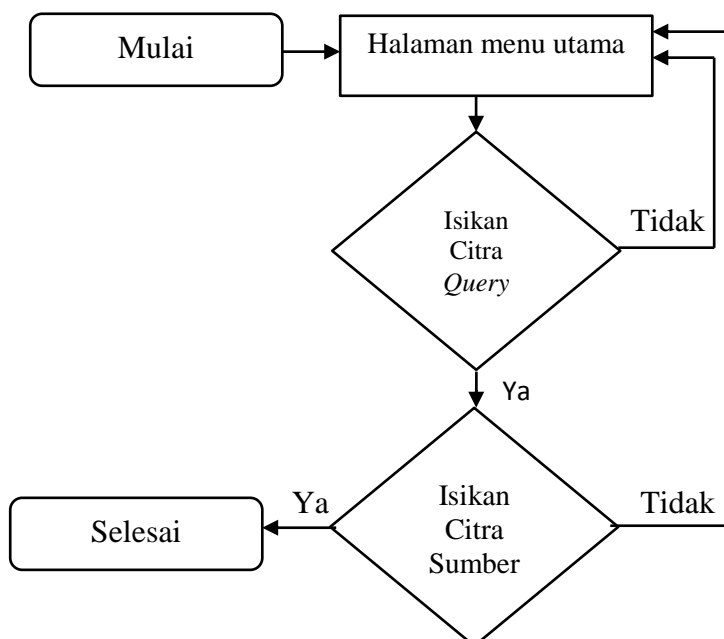 Mulai
Halaman menu utama
Isikan
Citra
Query
Tidak
Ya
Isikan
Citra
Sumber
Ya
Tidak
Selesai